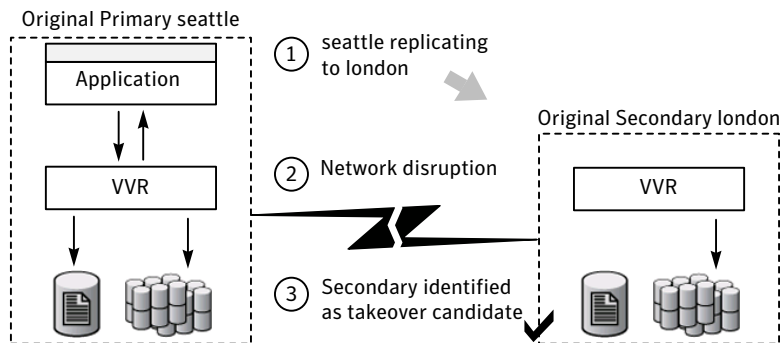 Original Primary seattle
Application
VVR
1
seattle replicating
to london
2
Network disruption
3
Secondary identified
as takeover candidate
Original Secondary london
VVR